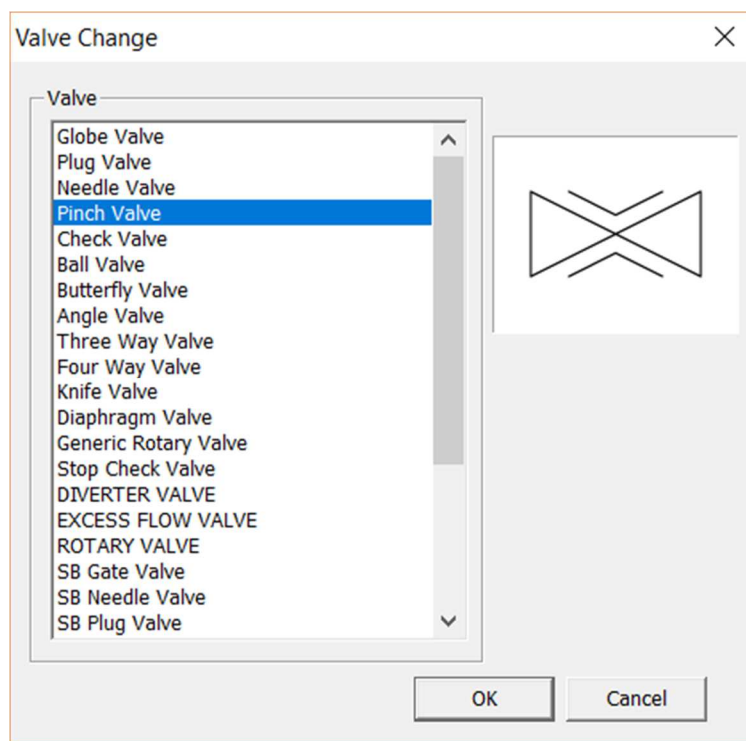 Valve Change
Valve
Globe Valve
Plug Valve
Needle Valve
Pinch Valve
Check Valve
Ball Valve
Butterfly Valve
Angle Valve
Three Way Valve
Four Way Valve
Knife Valve
Diaphragm Valve
Generic Rotary Valve
Stop Check Valve
DIVERTER VALVE
EXCESS FLOW VALVE
ROTARY VALVE
SB Gate Valve
SB Needle Valve
SB Plug Valve
OK
Cancel